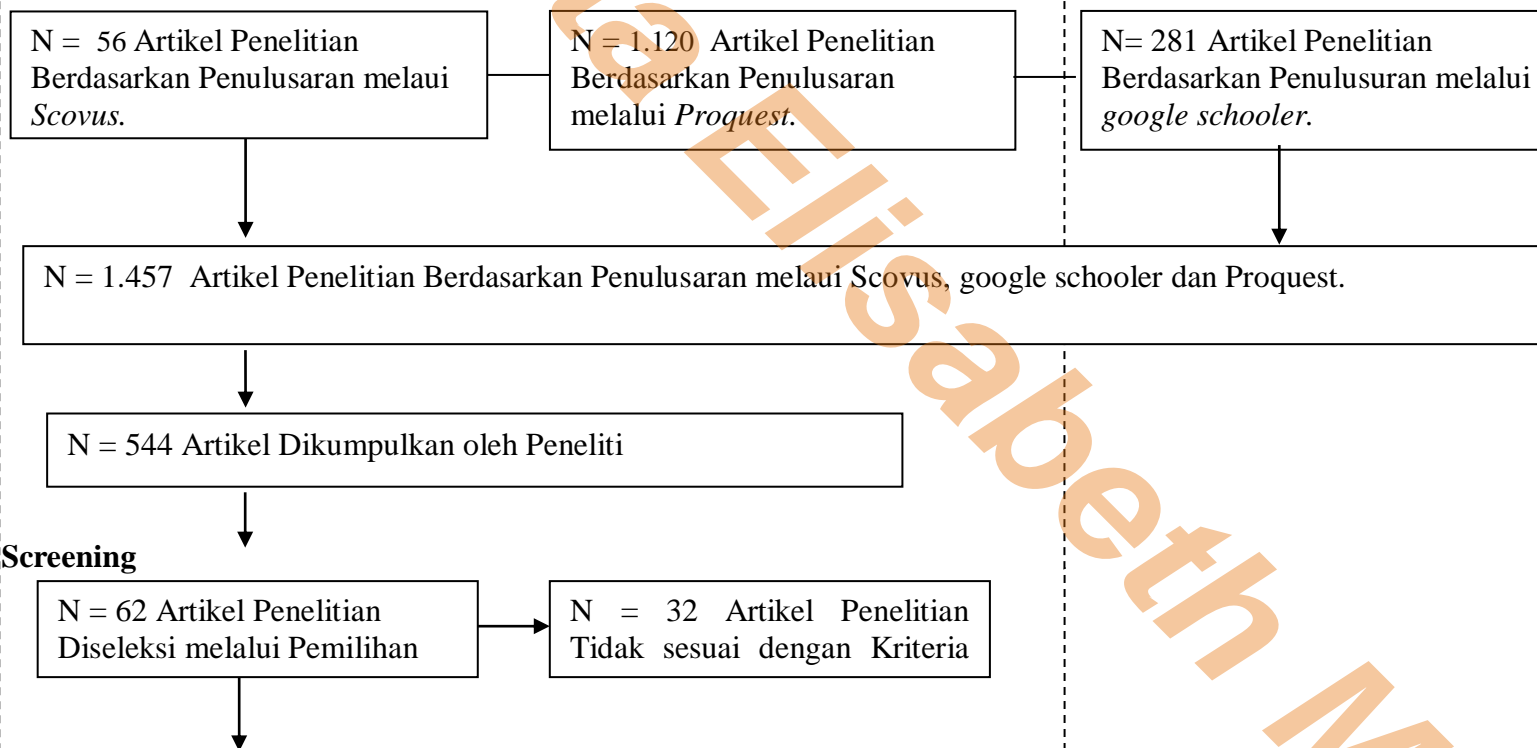 N = 56 Artikel Penelitian
Berdasarkan Penulusaran melaui
Scovus.
N = 1.120 Artikel Penelitian
Berdasarkan Penulusaran
melalui Proquest.
N= 281 Artikel Penelitian
Berdasarkan Penulusuran melalui
google schooler.
N = 1.457 Artikel Penelitian Berdasarkan Penulusaran melaui Scovus, google schooler dan Proquest.
N = 544 Artikel Dikumpulkan oleh Peneliti
Screening
N = 62 Artikel Penelitian
Diseleksi melalui Pemilihan
N = 32 Artikel Penelitian
Tidak sesuai dengan Kriteria
ta Elisabeth M